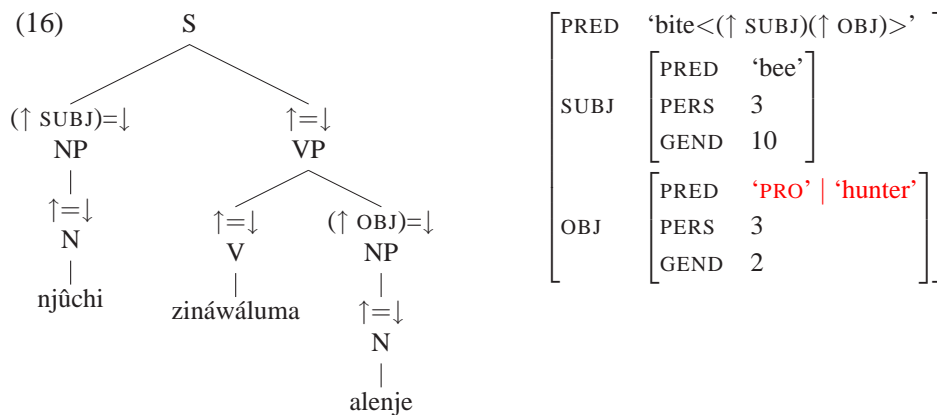 (16)
S
(↑ SUBJ)=↓ ↑=↓
NP VP
↑=↓ ↑=↓ (↑ OBJ)=↓
N V NP
njûchi zináwáluma ↑=↓
N
alenje
PRED ‘bite<(↑ SUBJ)(↑ OBJ)>’
SUBJ PRED ‘bee’
PERS 3
GEND 10
OBJ PRED ‘PRO’ | ‘hunter’
PERS 3
GEND 2